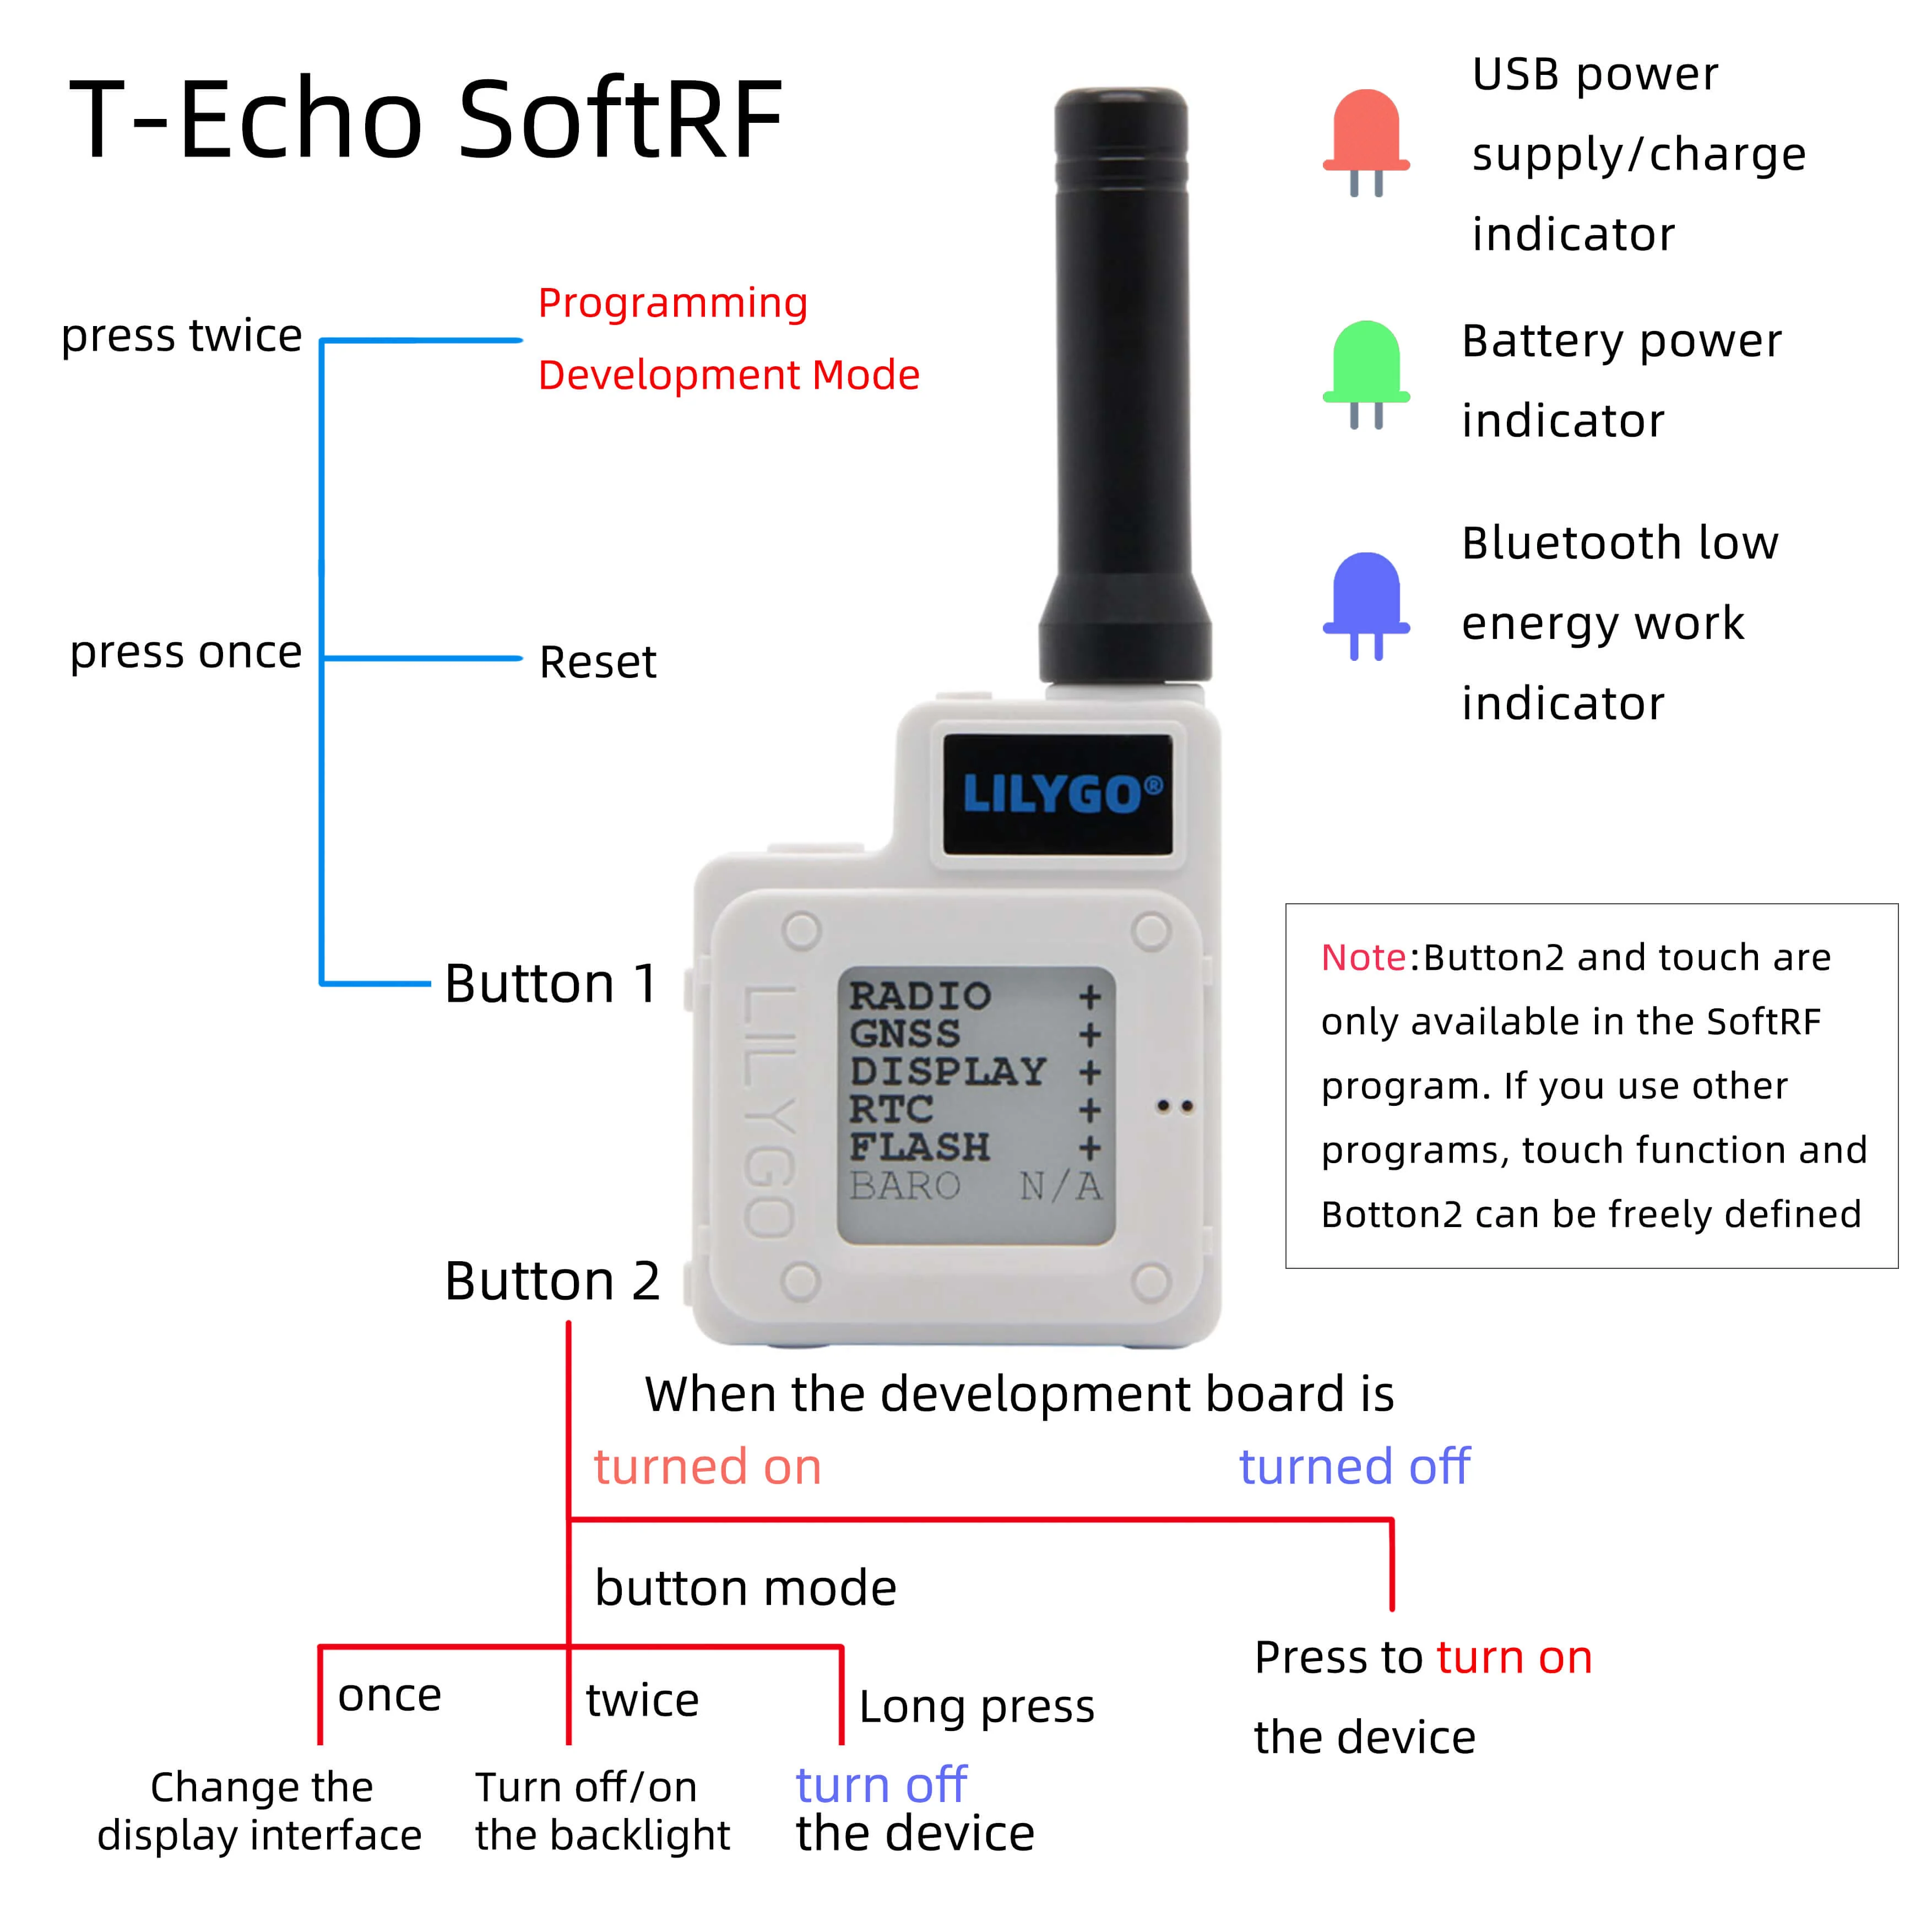 T-Echo SoftRF
USB power
supply/charge
indicator
Battery power
indicator
Bluetooth low
energy work
indicator
press twice
Programming
Development Mode
press once
Reset
Button 1
Button 2
LILYGO®
LILYGO
RADIO +
GNSS +
DISPLAY +
RTC +
FLASH +
BARO N/A
Note:Button2 and touch are
only available in the SoftRF
program. If you use other
programs, touch function and
Botton2 can be freely defined
When the development board is
turned on
turned off
button mode
once
twice
Long press
Change the
display interface
Turn off/on
the backlight
turn off
the device
Press to turn on
the device